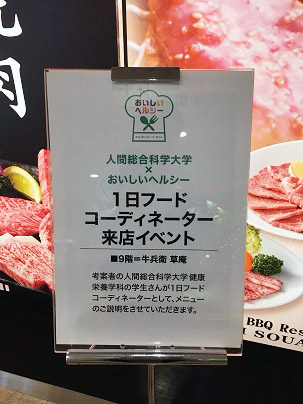 肉
おいしい
ヘルシー
人間総合科学大学
×
おいしいヘルシー
1日フード
コーディネーター
来店イベント
■9階＝牛兵衛 草庵
考案者の人間総合科学大学 健康
栄養学科の学生さんが1日フード
コーディネーターとして、メニュー
のご説明をさせていただきます。
BBQ Res